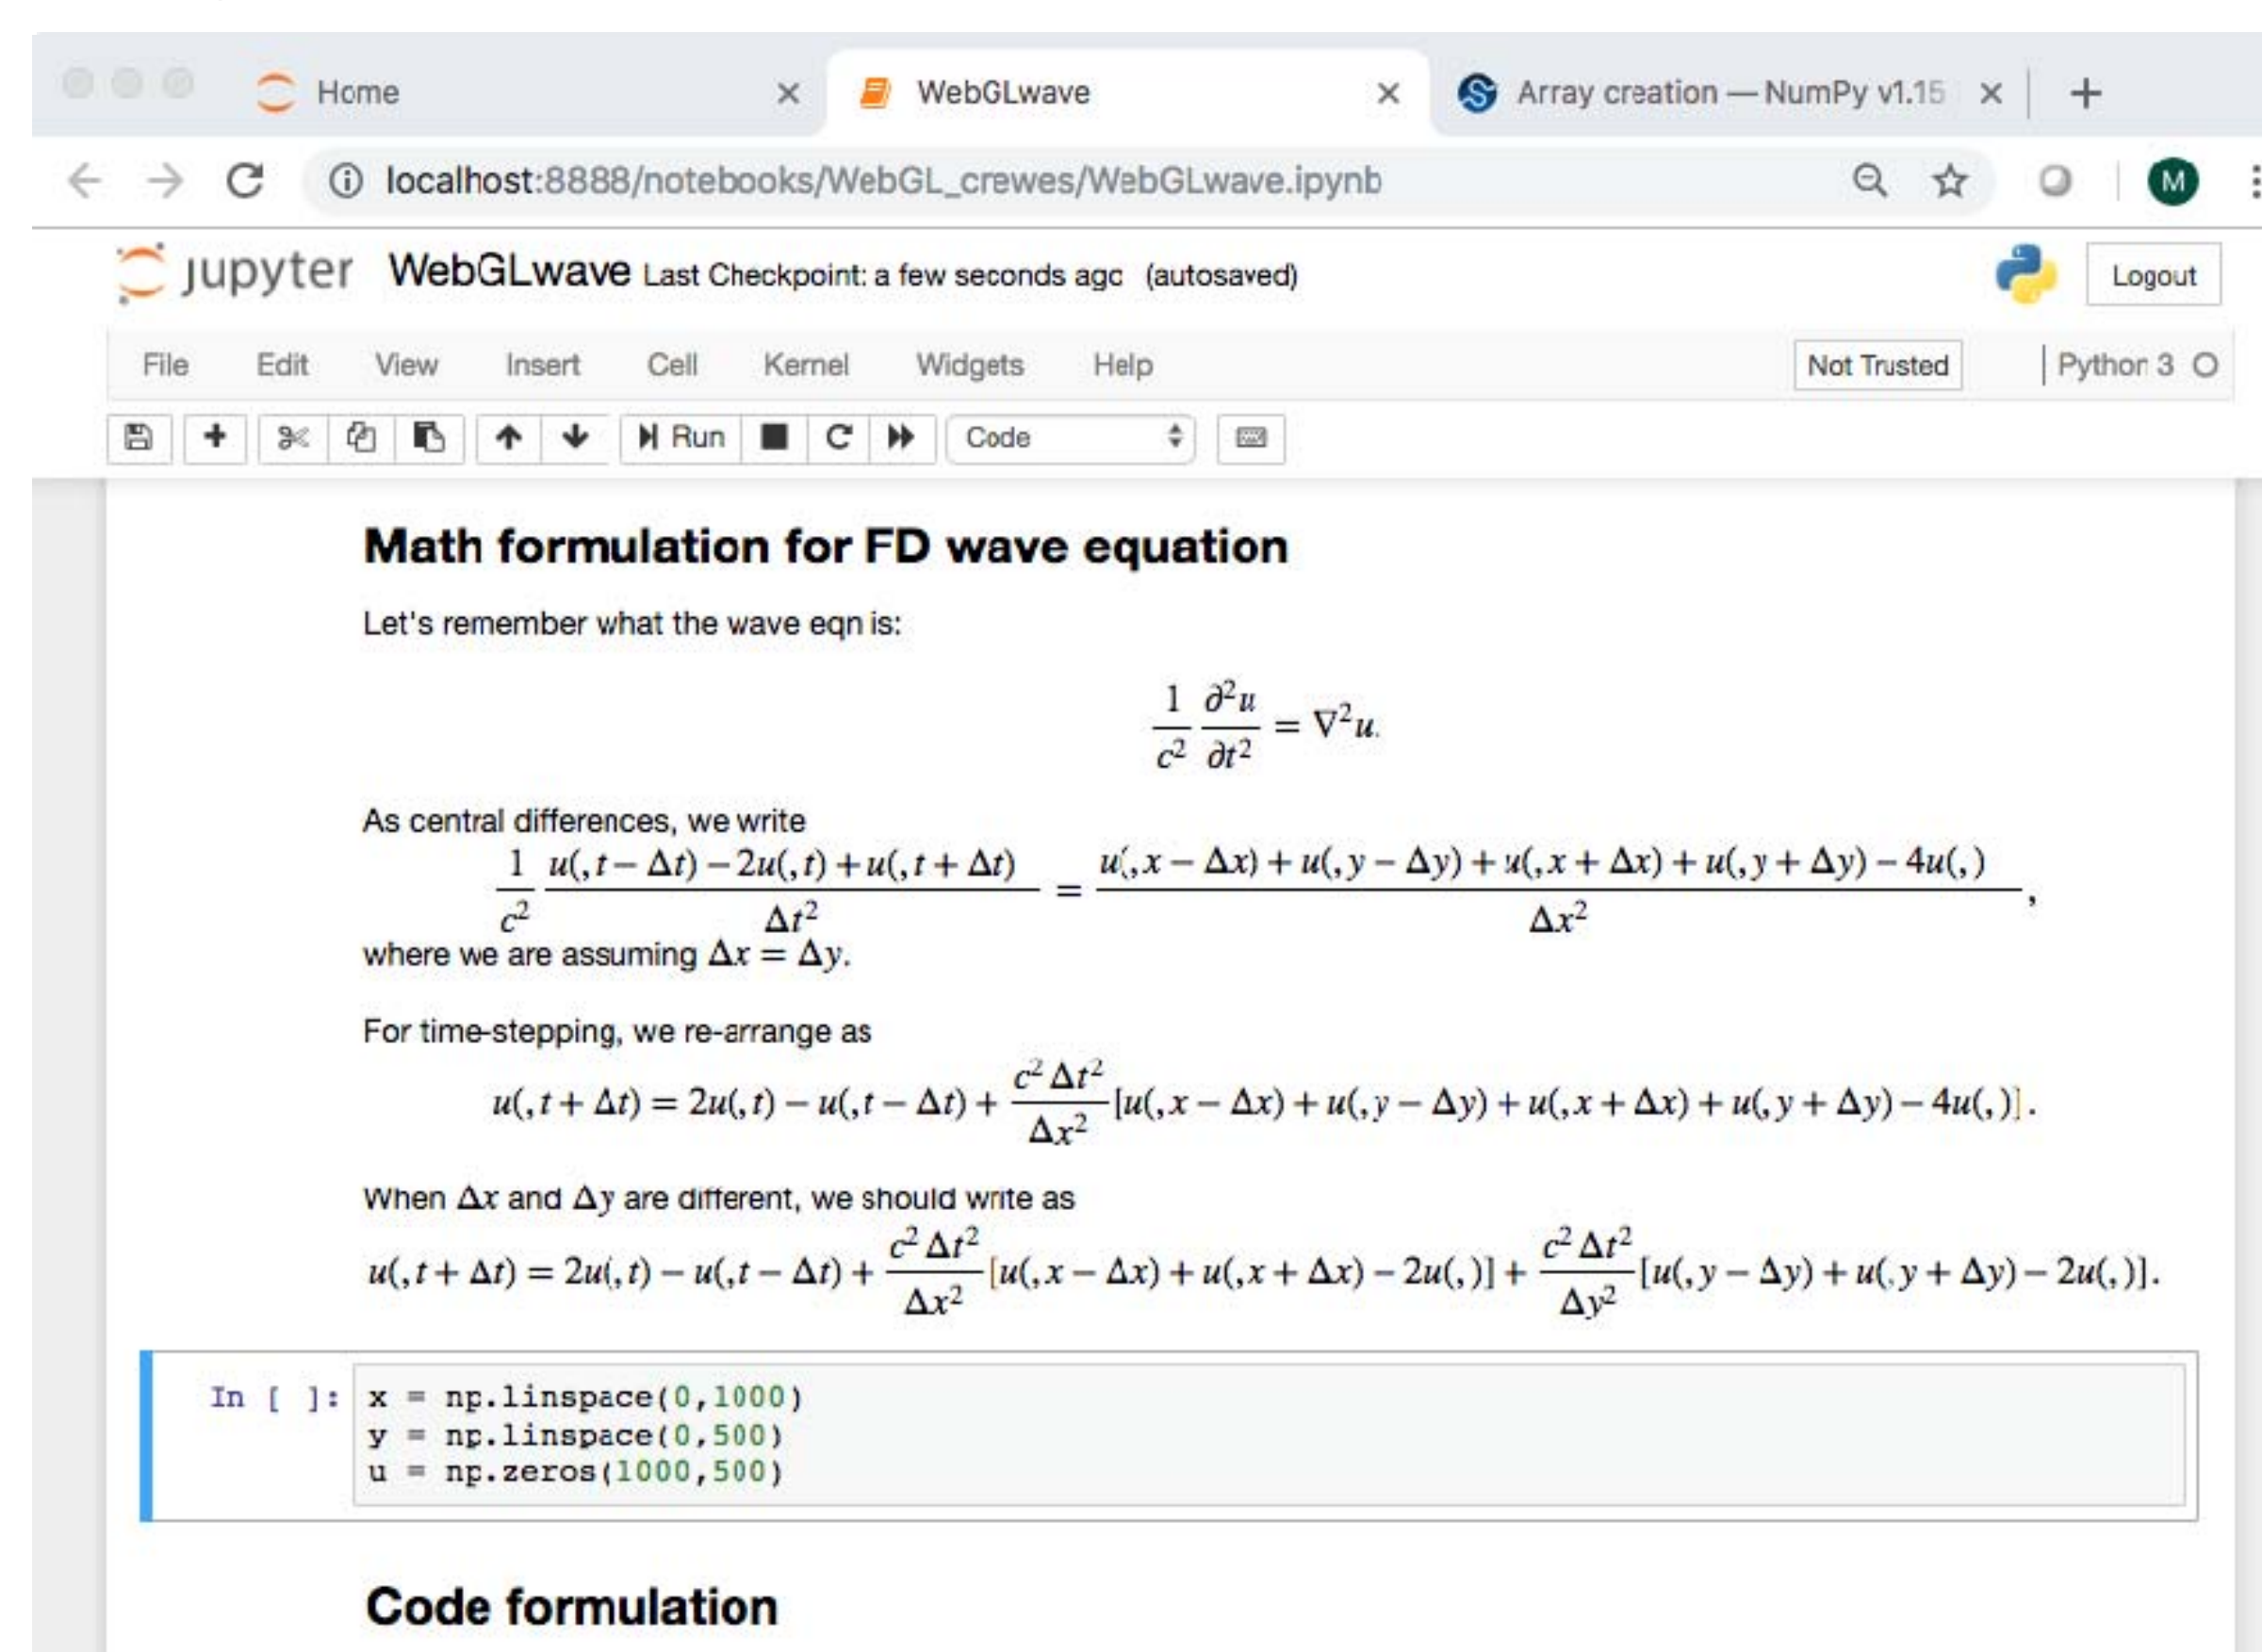 Home × WebGLwave × Array creation — NumPy v1.15 × +
localhost:8888/notebooks/WebGL_crewes/WebGLwave.ipynb M
jupyter WebGLwave Last Checkpoint: a few seconds ago (autosaved) Logout
File Edit View Insert Cell Kernel Widgets Help Not Trusted Python 3
Run Code
Math formulation for FD wave equation
Let's remember what the wave eqn is:
1/c² ∂²u/∂t² = ∇²u.
As central differences, we write
1/c² (u(,t − Δt) − 2u(,t) + u(,t + Δt))/Δt² = (u(,x − Δx) + u(,y − Δy) + u(,x + Δx) + u(,y + Δy) − 4u(,))/Δx²,
where we are assuming Δx = Δy.
For time-stepping, we re-arrange as
u(,t + Δt) = 2u(,t) − u(,t − Δt) + c² Δt²/Δx² [u(,x − Δx) + u(,y − Δy) + u(,x + Δx) + u(,y + Δy) − 4u(,)].
When Δx and Δy are different, we should write as
u(,t + Δt) = 2u(,t) − u(,t − Δt) + c² Δt²/Δx² [u(,x − Δx) + u(,x + Δx) − 2u(,)] + c² Δt²/Δy² [u(,y − Δy) + u(,y + Δy) − 2u(,)].
In [ ]: x = np.linspace(0,1000)
y = np.linspace(0,500)
u = np.zeros(1000,500)
Code formulation